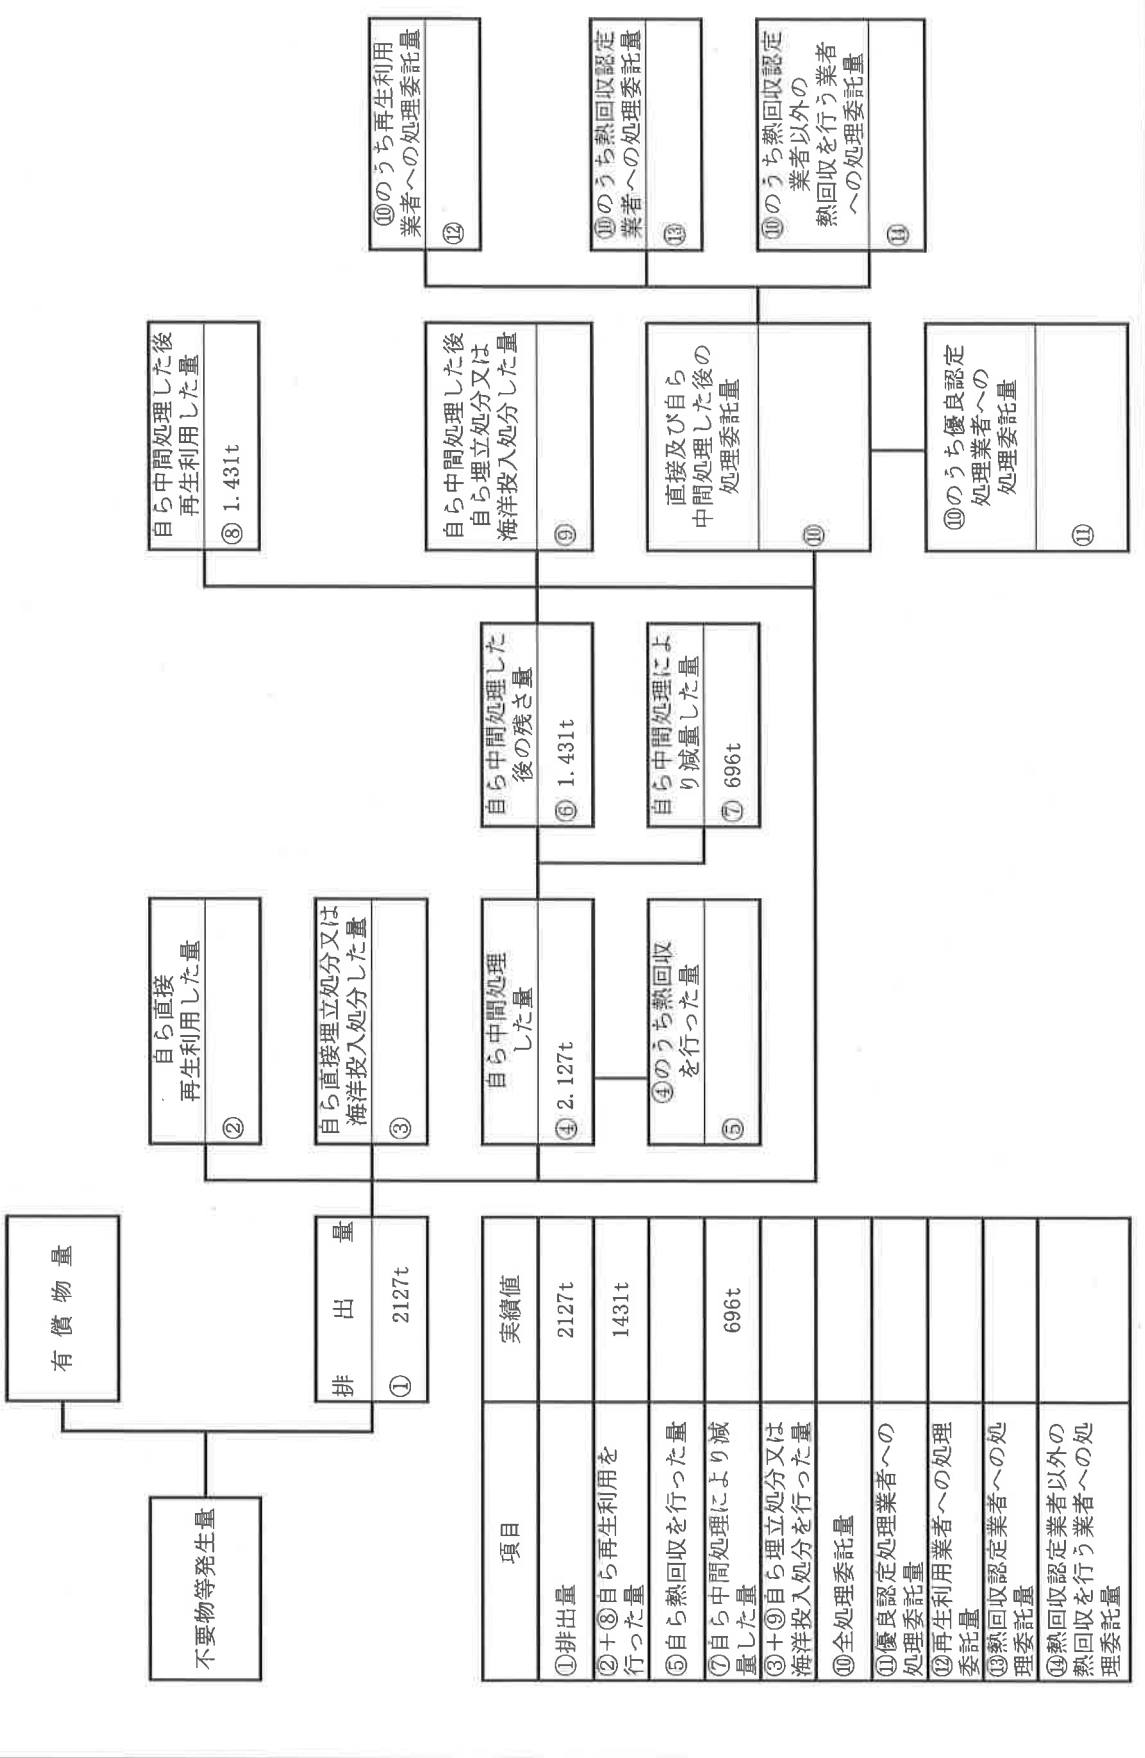 不要物等発生量
有償物量
排出量
① 2127t
自ら直接
再生利用した量
②
自ら直接埋立処分又は
海洋投入処分した量
③
自ら中間処理
した量
④ 2.127t
④のうち熱回収
を行った量
⑤
自ら中間処理した
後の残さ量
⑥ 1.431t
自ら中間処理によ
り減量した量
⑦ 696t
自ら中間処理した後
再生利用した量
⑧ 1.431t
自ら中間処理した後
自ら埋立処分又は
海洋投入処分した量
⑨
直接及び自ら
中間処理した後の
処理委託量
⑩
⑩のうち優良認定
処理業者への
処理委託量
⑪
⑩のうち再生利用
業者への処理委託量
⑫
⑩のうち熱回収認定
業者への処理委託量
⑬
⑩のうち熱回収認定
業者以外の
熱回収を行う業者
への処理委託量
⑭
項目 実績値
①排出量 2127t
②+⑧自ら再生利用を
行った量 1431t
⑤自ら熱回収を行った量
⑦自ら中間処理により減
量した量 696t
③+⑨自ら埋立処分又は
海洋投入処分を行った量
⑩全処理委託量
⑪優良認定処理業者への
処理委託量
⑫再生利用業者への処理
委託量
⑬熱回収認定業者への処
理委託量
⑭熱回収認定業者以外の
熱回収を行う業者への処
理委託量